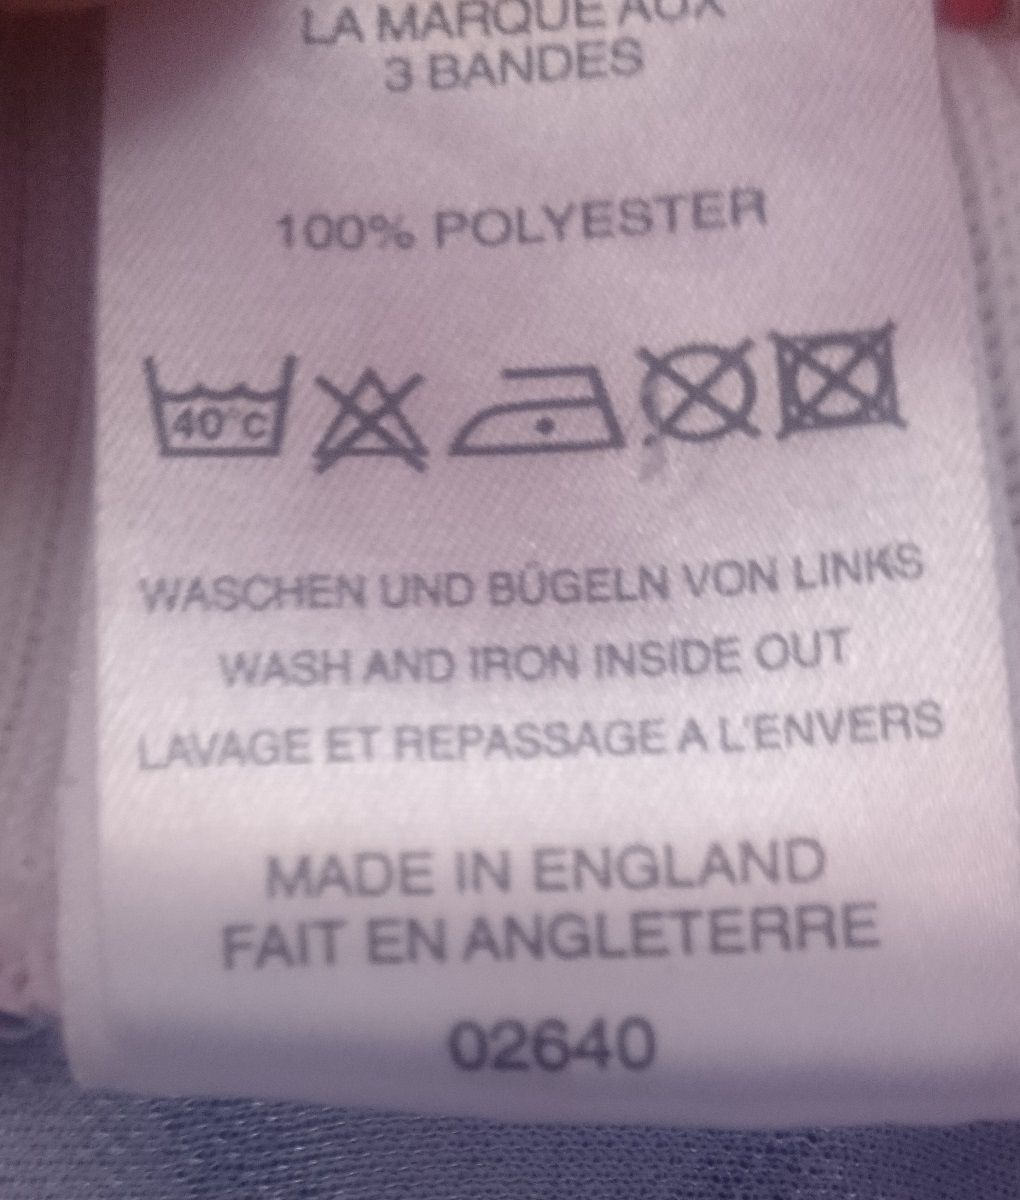 LA MARQUE AUX
3 BANDES
100% POLYESTER
40°C
WASCHEN UND BÜGELN VON LINKS
WASH AND IRON INSIDE OUT
LAVAGE ET REPASSAGE A L'ENVERS
MADE IN ENGLAND
FAIT EN ANGLETERRE
02640